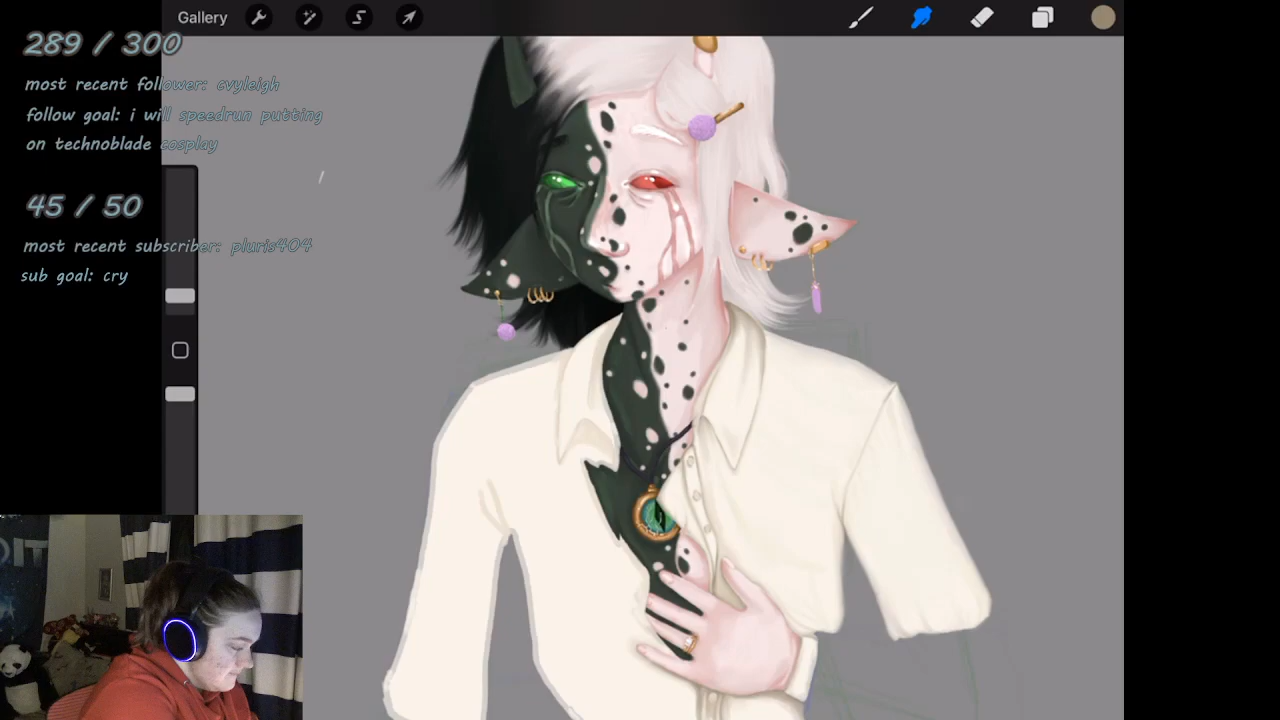 Gallery
289 / 300
most recent follower: cvyleigh
follow goal: i will speedrun putting
on technoblade cosplay
45 / 50
most recent subscriber: pluris404
sub goal: cry
DIT